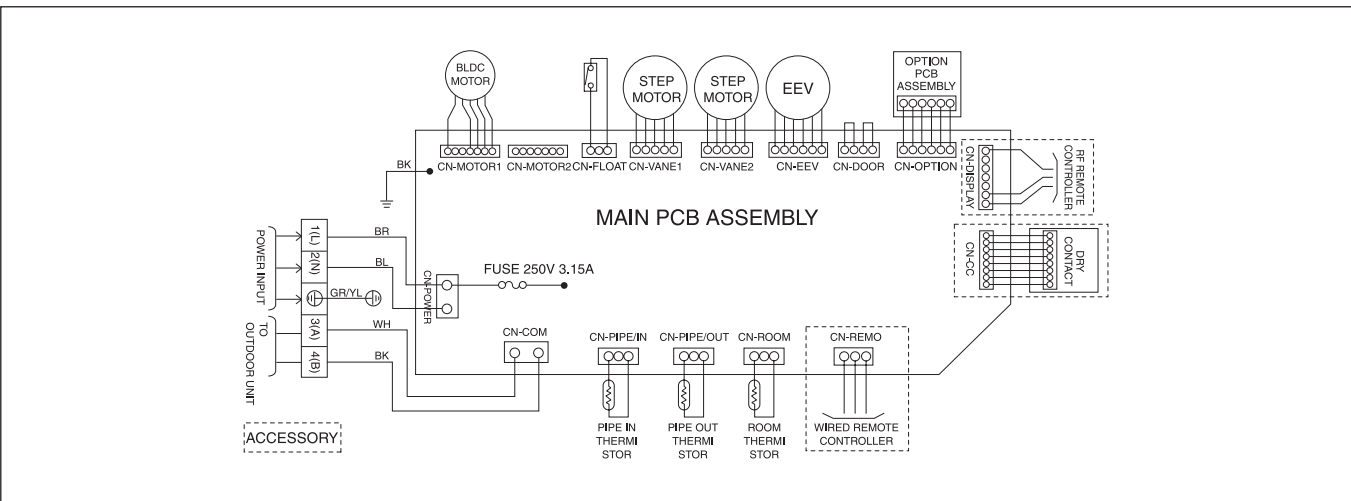 BLDC
MOTOR
STEP
MOTOR
STEP
MOTOR
EEV
OPTION
PCB
ASSEMBLY
CN-MOTOR1
CN-MOTOR2
CN-FLOAT
CN-VANE1
CN-VANE2
CN-EEV
CN-DOOR
CN-OPTION
CN-DISPLAY
RF REMOTE
CONTROLLER
BK
MAIN PCB ASSEMBLY
CN-CC
DRY
CONTACT
POWER INPUT
1(L)
BR
2(N)
BL
GR/YL
CN-POWER
FUSE 250V 3.15A
TO
OUTDOOR UNIT
3(A)
WH
4(B)
BK
CN-COM
CN-PIPE/IN
CN-PIPE/OUT
CN-ROOM
CN-REMO
PIPE IN
THERMI
STOR
PIPE OUT
THERMI
STOR
ROOM
THERMI
STOR
WIRED REMOTE
CONTROLLER
ACCESSORY